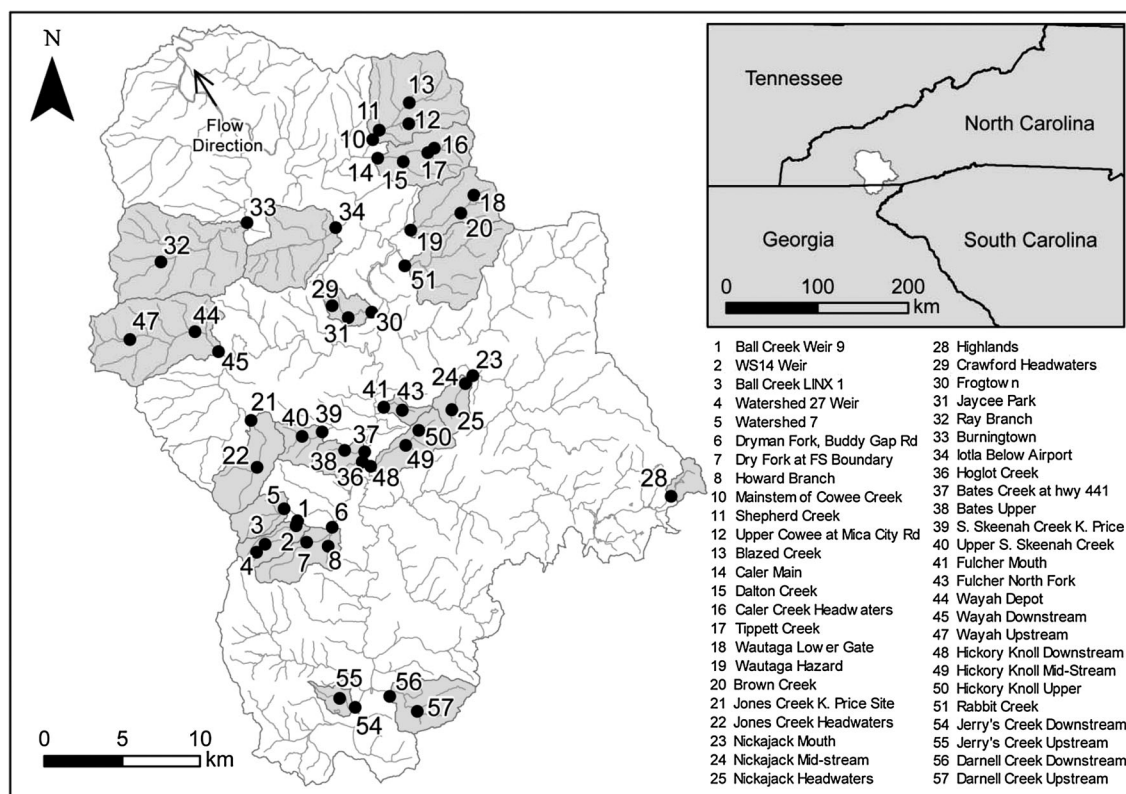 N
Flow
Direction
13
11
12
10
16
14
15
17
18
20
33
34
19
32
51
29
30
31
47
44
45
23
24
41
43
21
25
40
39
50
37
38
49
22
36
48
28
5
1
6
3
2
4
7
8
55
56
57
54
0 5 10
km
Tennessee
North Carolina
Georgia
South Carolina
0 100 200
km
1 Ball Creek Weir 9
2 WS14 Weir
3 Ball Creek LINX 1
4 Watershed 27 Weir
5 Watershed 7
6 Dryman Fork, Buddy Gap Rd
7 Dry Fork at FS Boundary
8 Howard Branch
10 Mainstem of Cowee Creek
11 Shepherd Creek
12 Upper Cowee at Mica City Rd
13 Blazed Creek
14 Caler Main
15 Dalton Creek
16 Caler Creek Headwaters
17 Tippett Creek
18 Wautaga Lower Gate
19 Wautaga Hazard
20 Brown Creek
21 Jones Creek K. Price Site
22 Jones Creek Headwaters
23 Nickajack Mouth
24 Nickajack Mid-stream
25 Nickajack Headwaters
28 Highlands
29 Crawford Headwaters
30 Frogtown
31 Jaycee Park
32 Ray Branch
33 Burningtown
34 Iotla Below Airport
36 Hoglot Creek
37 Bates Creek at hwy 441
38 Bates Upper
39 S. Skeenah Creek K. Price
40 Upper S. Skeenah Creek
41 Fulcher Mouth
43 Fulcher North Fork
44 Wayah Depot
45 Wayah Downstream
47 Wayah Upstream
48 Hickory Knoll Downstream
49 Hickory Knoll Mid-Stream
50 Hickory Knoll Upper
51 Rabbit Creek
54 Jerry's Creek Downstream
55 Jerry's Creek Upstream
56 Darnell Creek Downstream
57 Darnell Creek Upstream